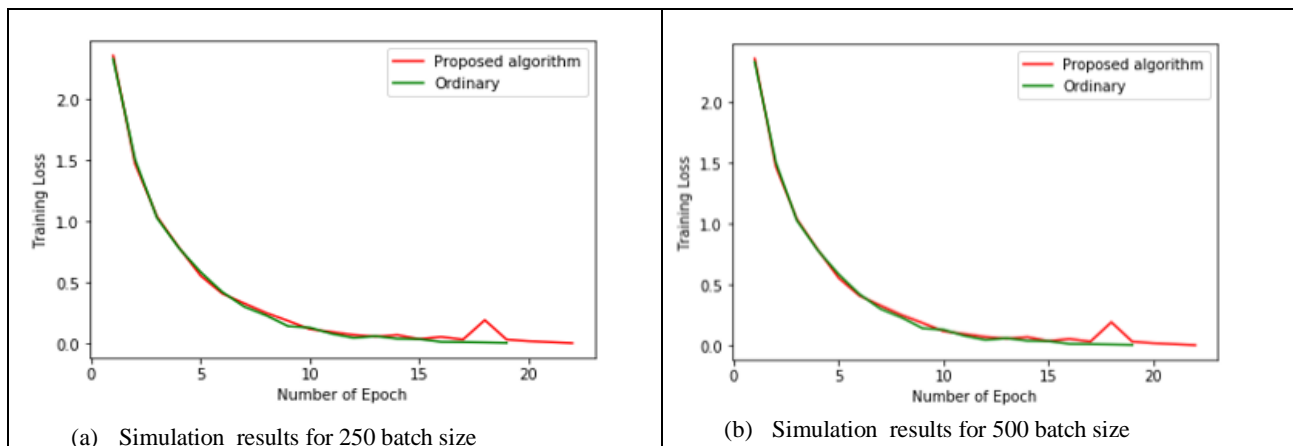 Proposed algorithm
Ordinary
2.0
1.5
1.0
0.5
0.0
Training Loss
0 5 10 15 20
Number of Epoch
(a) Simulation results for 250 batch size
Proposed algorithm
Ordinary
2.0
1.5
1.0
0.5
0.0
Training Loss
0 5 10 15 20
Number of Epoch
(b) Simulation results for 500 batch size